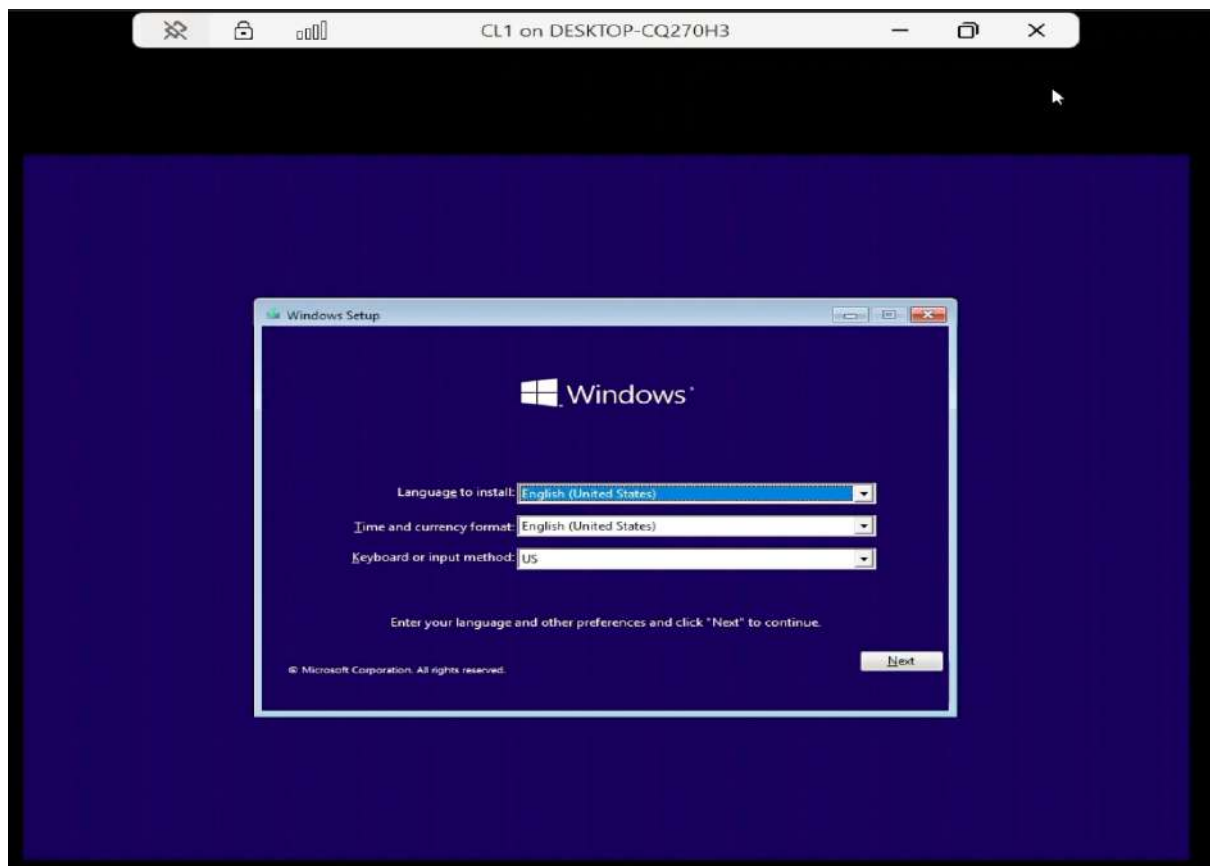 CL1 on DESKTOP-CQ270H3
Windows Setup
Windows
Language to install: English (United States)
Time and currency format: English (United States)
Keyboard or input method: US
Enter your language and other preferences and click "Next" to continue.
© Microsoft Corporation. All rights reserved.
Next